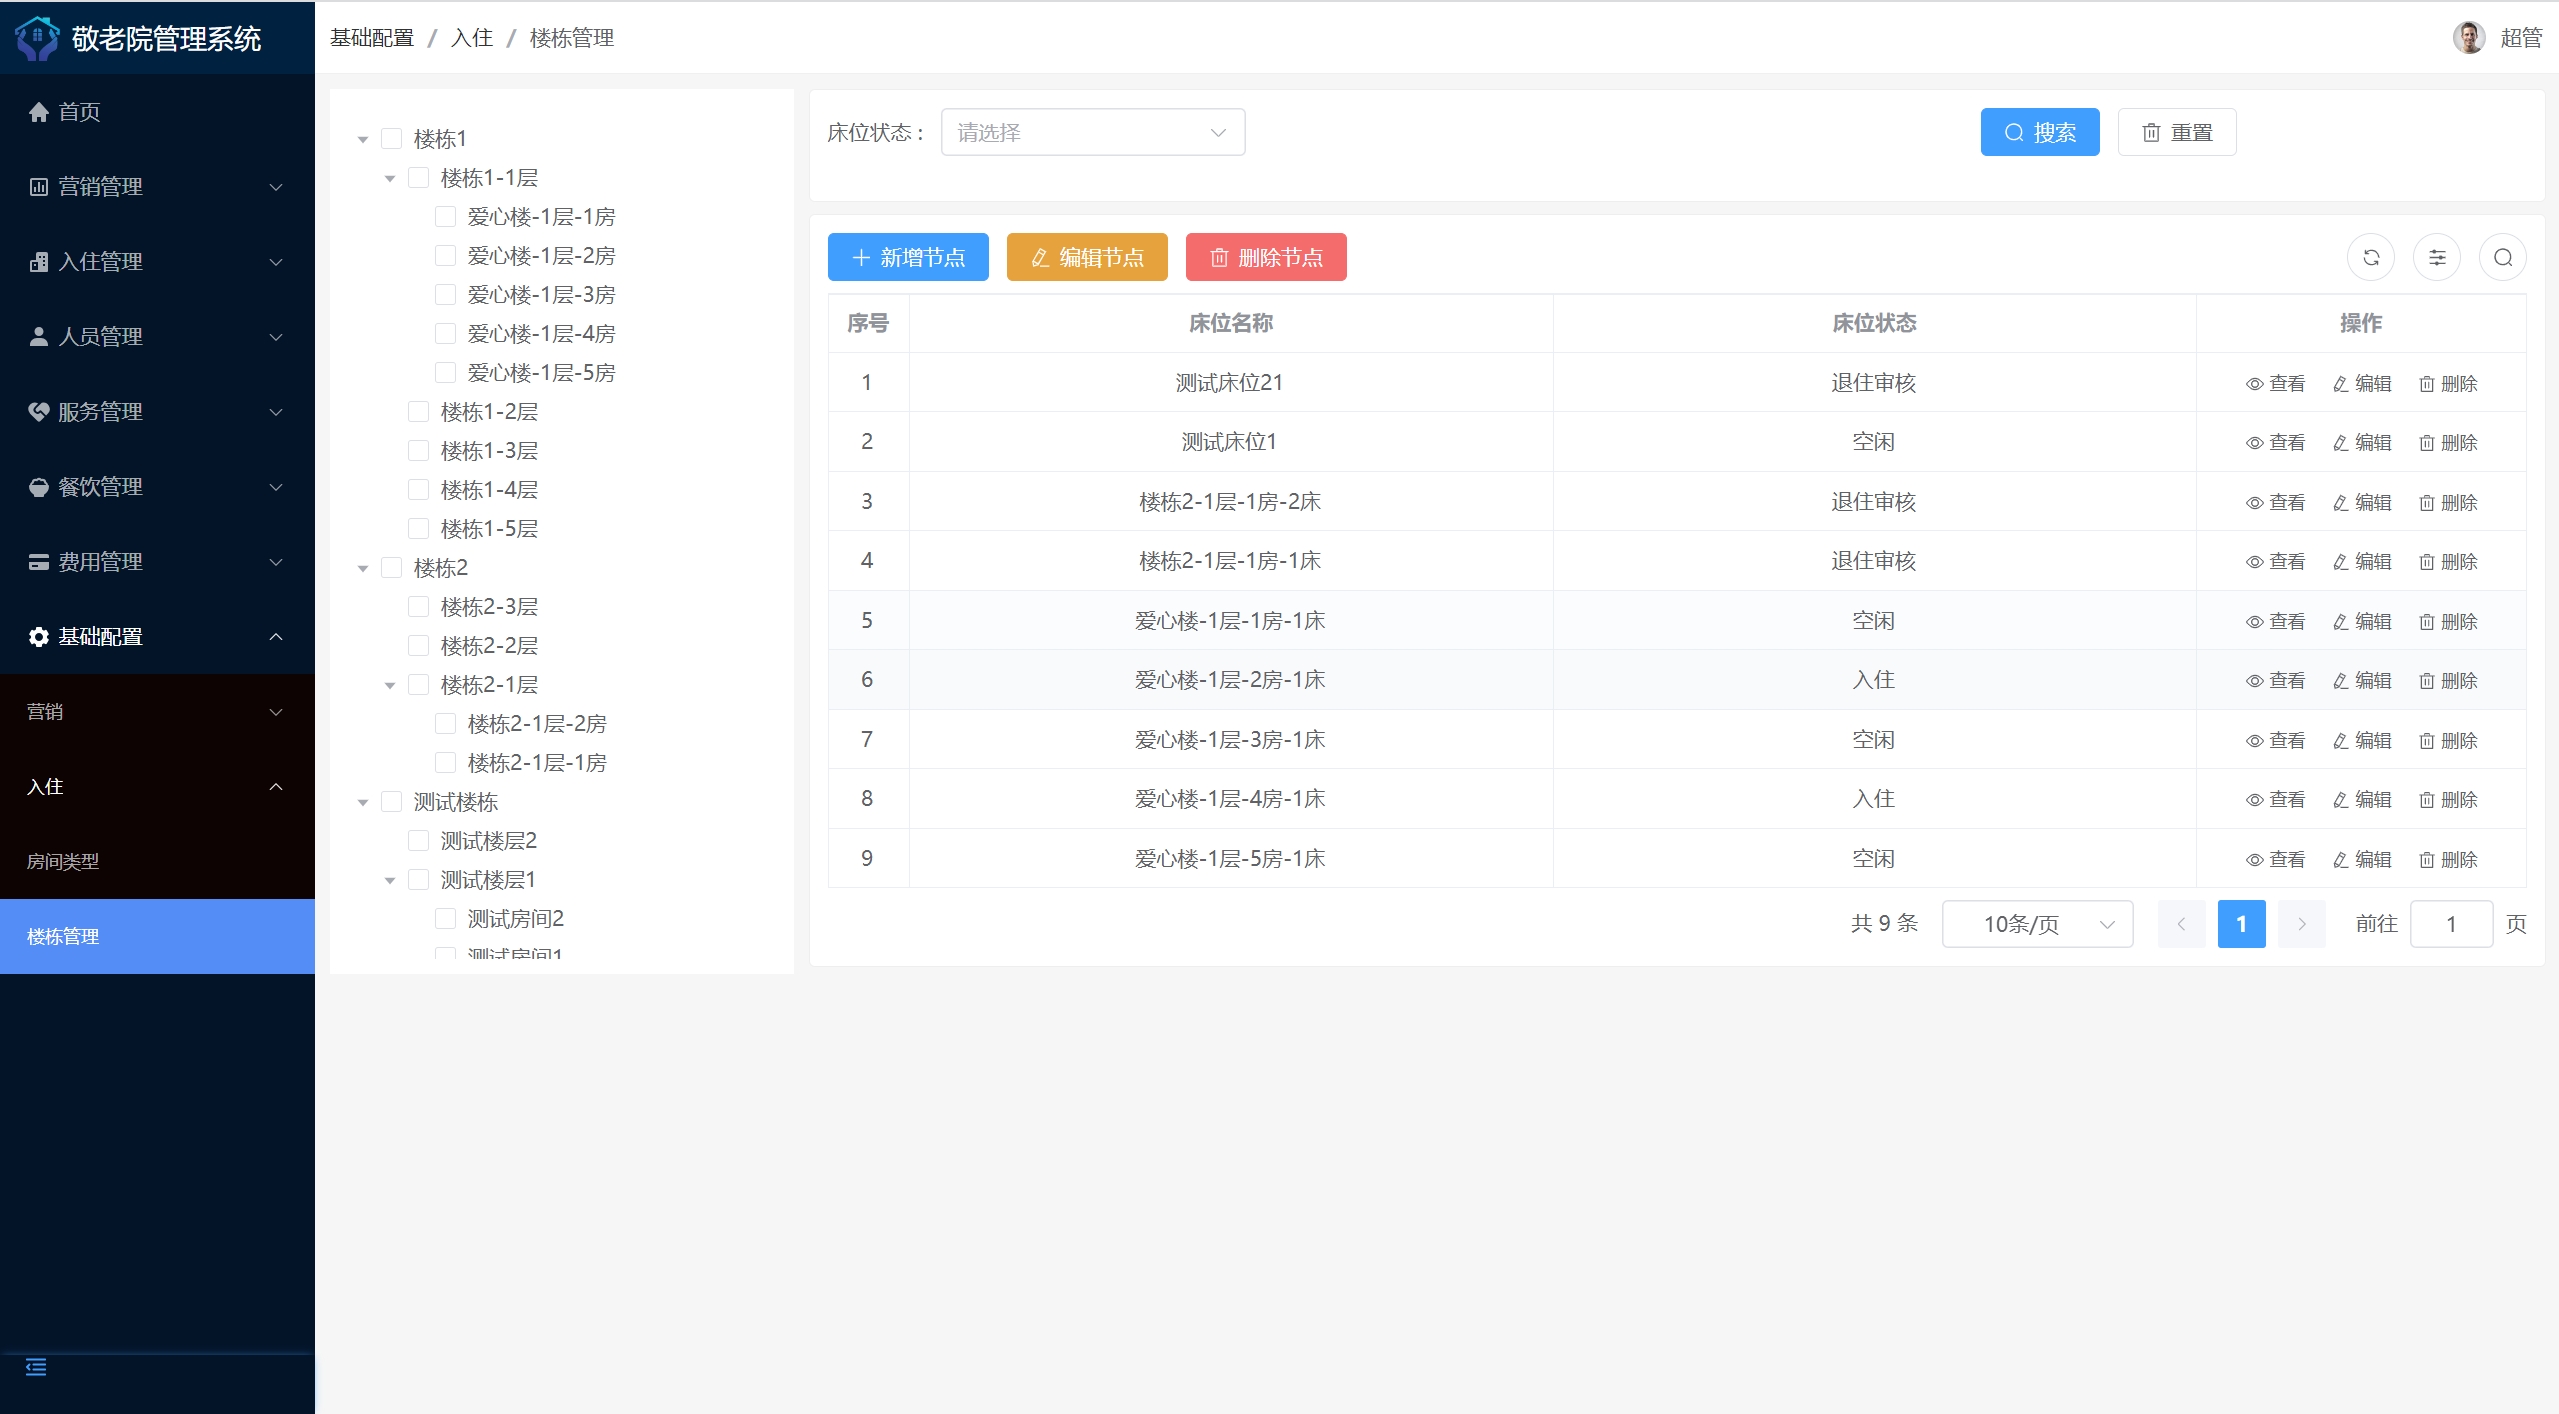 敬老院管理系统
首页
营销管理
入住管理
人员管理
服务管理
餐饮管理
费用管理
基础配置
营销
入住
房间类型
楼栋管理
基础配置 / 入住 / 楼栋管理
超管
楼栋1
楼栋1-1层
爱心楼-1层-1房
爱心楼-1层-2房
爱心楼-1层-3房
爱心楼-1层-4房
爱心楼-1层-5房
楼栋1-2层
楼栋1-3层
楼栋1-4层
楼栋1-5层
楼栋2
楼栋2-3层
楼栋2-2层
楼栋2-1层
楼栋2-1层-2房
楼栋2-1层-1房
测试楼栋
测试楼层2
测试楼层1
测试房间2
测试房间1
床位状态： 请选择 搜索 重置
新增节点 编辑节点 删除节点
序号 床位名称 床位状态 操作
1 测试床位21 退住审核 查看 编辑 删除
2 测试床位1 空闲 查看 编辑 删除
3 楼栋2-1层-1房-2床 退住审核 查看 编辑 删除
4 楼栋2-1层-1房-1床 退住审核 查看 编辑 删除
5 爱心楼-1层-1房-1床 空闲 查看 编辑 删除
6 爱心楼-1层-2房-1床 入住 查看 编辑 删除
7 爱心楼-1层-3房-1床 空闲 查看 编辑 删除
8 爱心楼-1层-4房-1床 入住 查看 编辑 删除
9 爱心楼-1层-5房-1床 空闲 查看 编辑 删除
共 9 条 10条/页 1 前往 1 页